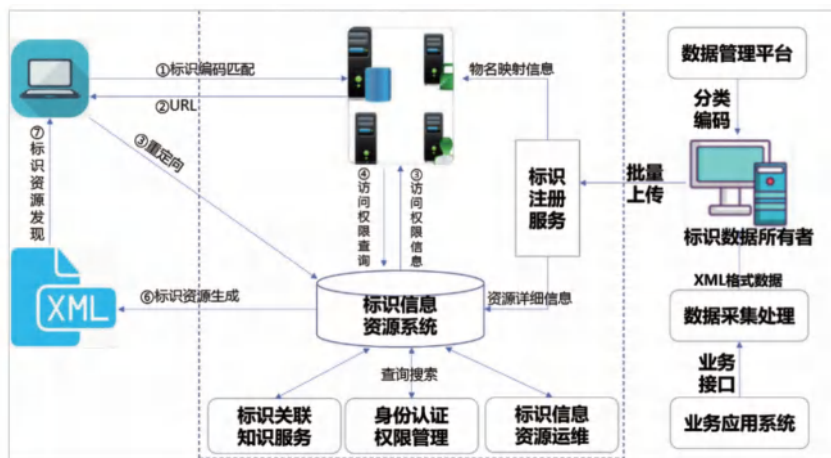 ①标识编码匹配
②URL
③重定向
⑦标识资源发现
XML
⑥标识资源生成
④访问权限查询
③访问权限信息
物名映射信息
标识
注册
服务
资源详细信息
标识信息
资源系统
查询搜索
标识关联
知识服务
身份认证
权限管理
标识信息
资源运维
批量
上传
数据管理平台
分类
编码
标识数据所有者
XML格式数据
数据采集处理
业务
接口
业务应用系统